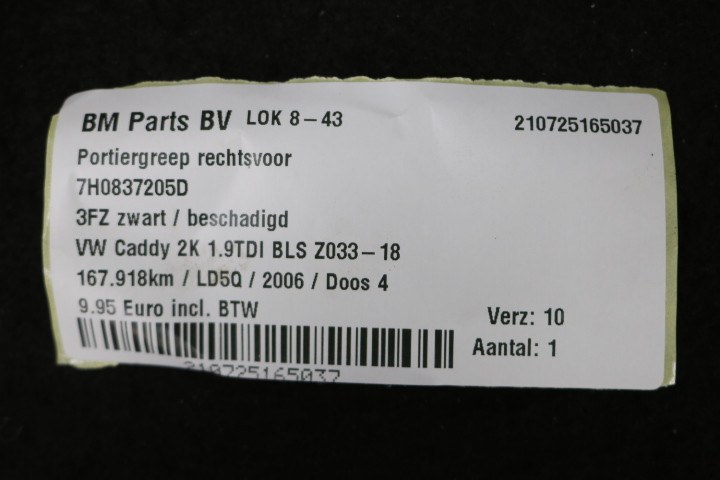 BM Parts BV LOK 8-43 210725165037
Portiergreep rechtsvoor
7H0837205D
3FZ zwart / beschadigd
VW Caddy 2K 1.9TDI BLS Z033-18
167.918km / LD5Q / 2006 / Doos 4
9.95 Euro incl. BTW
Verz: 10
Aantal: 1
210725165037